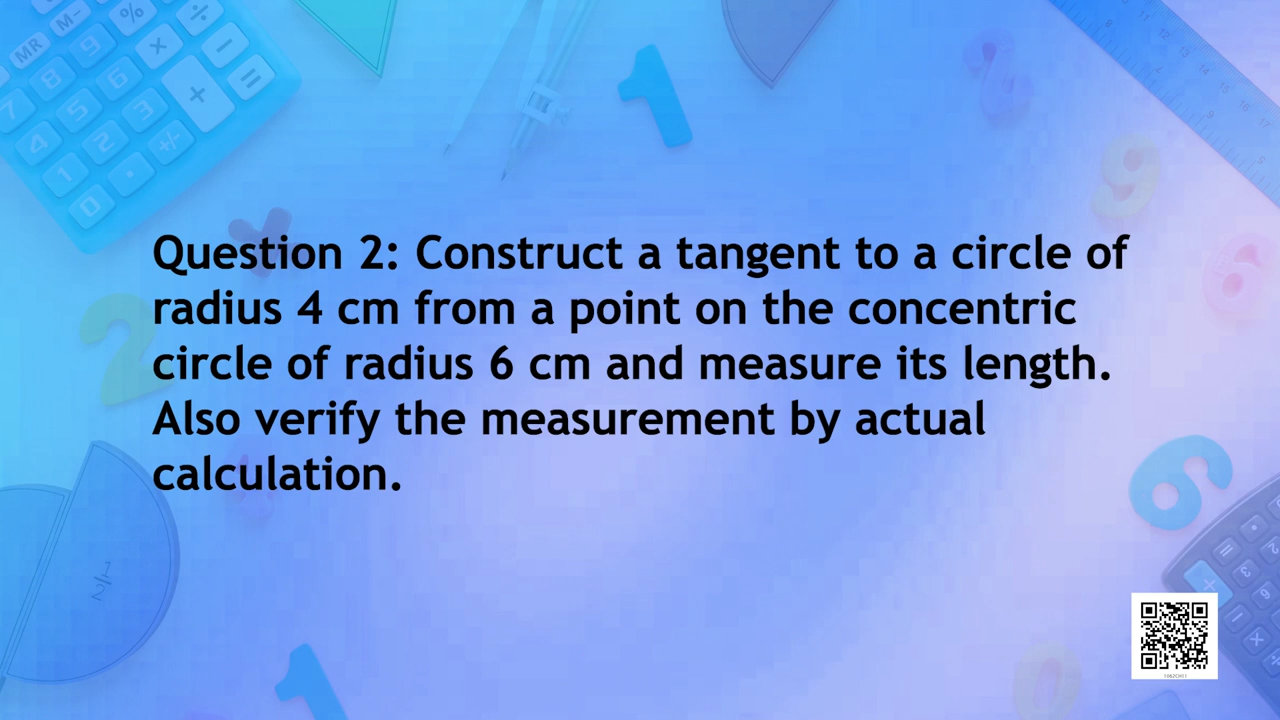 Question 2: Construct a tangent to a circle of
radius 4 cm from a point on the concentric
circle of radius 6 cm and measure its length.
Also verify the measurement by actual
calculation.